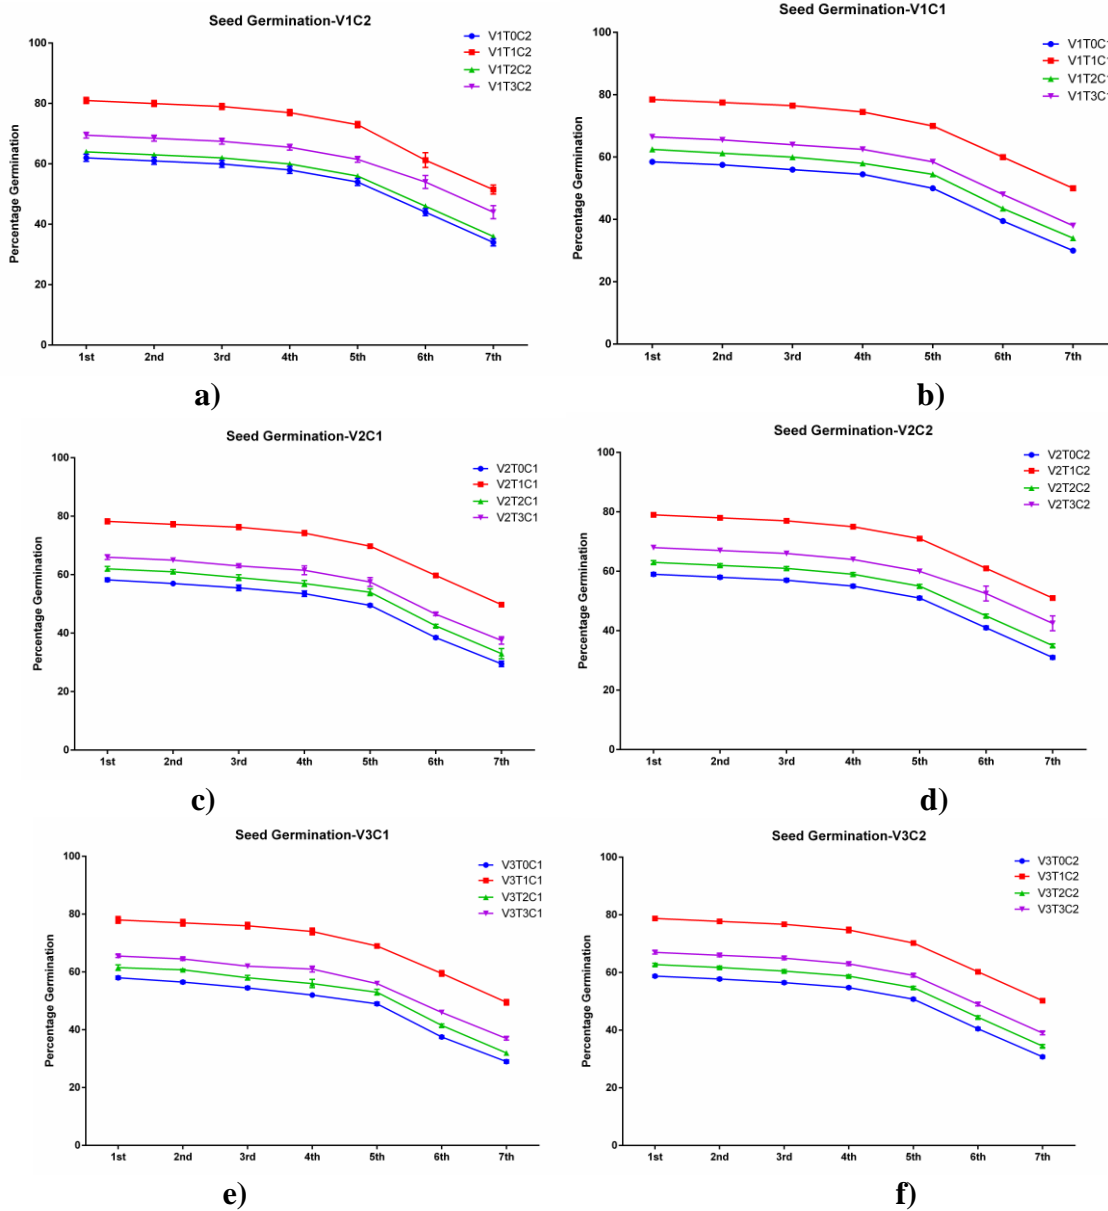 Seed Germination-V1C2
V1T0C2
V1T1C2
V1T2C2
V1T3C2
Percentage Germination
100
80
60
40
20
0
1st 2nd 3rd 4th 5th 6th 7th
a)
Seed Germination-V1C1
V1T0C1
V1T1C1
V1T2C1
V1T3C1
Percentage Germination
100
80
60
40
20
0
1st 2nd 3rd 4th 5th 6th 7th
b)
Seed Germination-V2C1
V2T0C1
V2T1C1
V2T2C1
V2T3C1
Percentage Germination
100
80
60
40
20
0
1st 2nd 3rd 4th 5th 6th 7th
c)
Seed Germination-V2C2
V2T0C2
V2T1C2
V2T2C2
V2T3C2
Percentage Germination
100
80
60
40
20
0
1st 2nd 3rd 4th 5th 6th 7th
d)
Seed Germination-V3C1
V3T0C1
V3T1C1
V3T2C1
V3T3C1
Percentage Germination
100
80
60
40
20
0
1st 2nd 3rd 4th 5th 6th 7th
e)
Seed Germination-V3C2
V3T0C2
V3T1C2
V3T2C2
V3T3C2
Percentage Germination
100
80
60
40
20
0
1st 2nd 3rd 4th 5th 6th 7th
f)